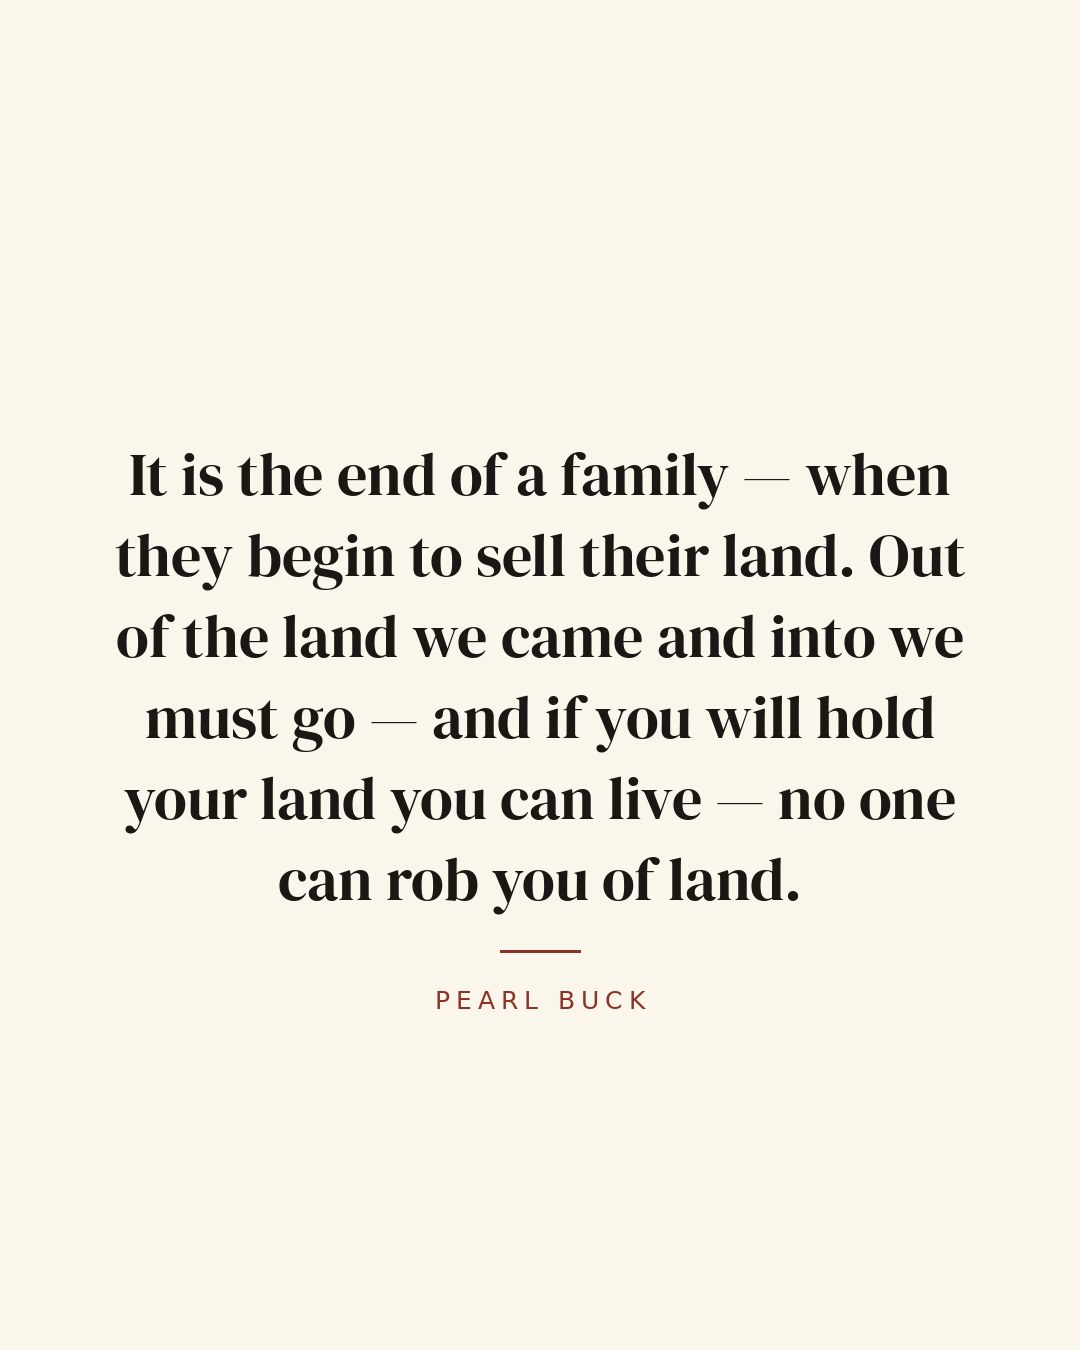 It is the end of a family — when
they begin to sell their land. Out
of the land we came and into we
must go — and if you will hold
your land you can live — no one
can rob you of land.
PEARL BUCK